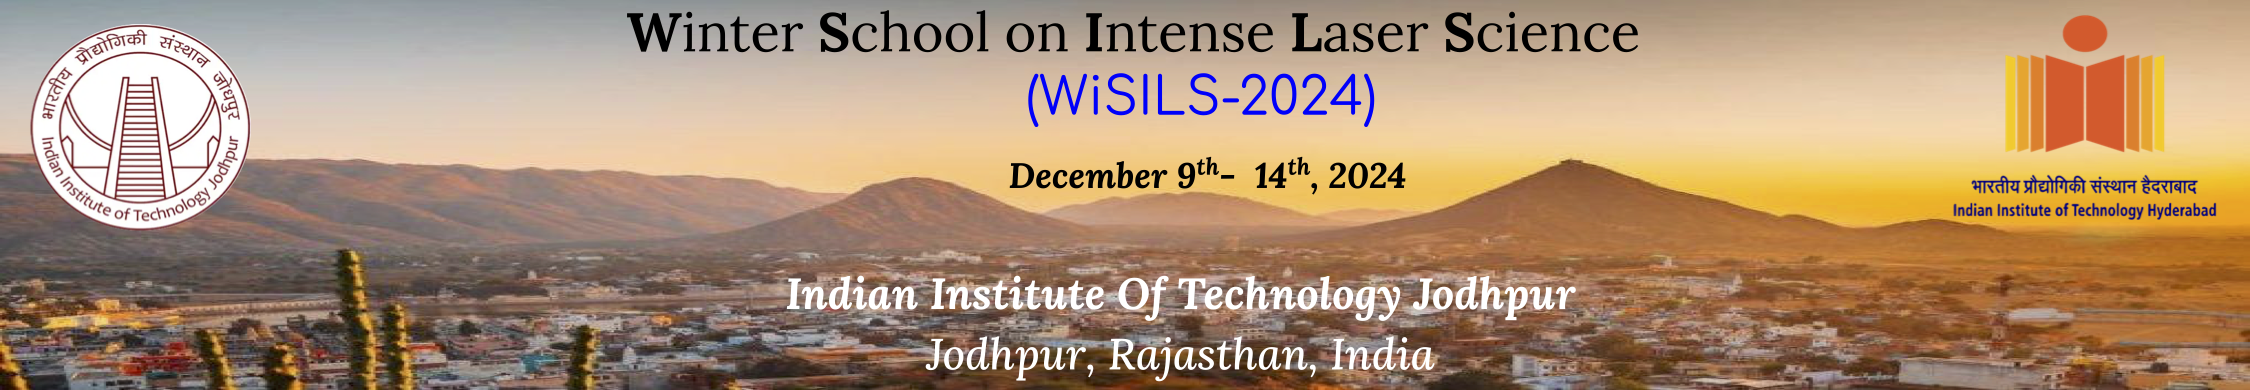 Winter School on Intense Laser Science
(WiSILS-2024)
December 9th- 14th, 2024
Indian Institute Of Technology Jodhpur
Jodhpur, Rajasthan, India
भारतीय प्रौद्योगिकी संस्थान जोधपुर
Indian Institute of Technology Jodhpur
भारतीय प्रौद्योगिकी संस्थान हैदराबाद
Indian Institute of Technology Hyderabad